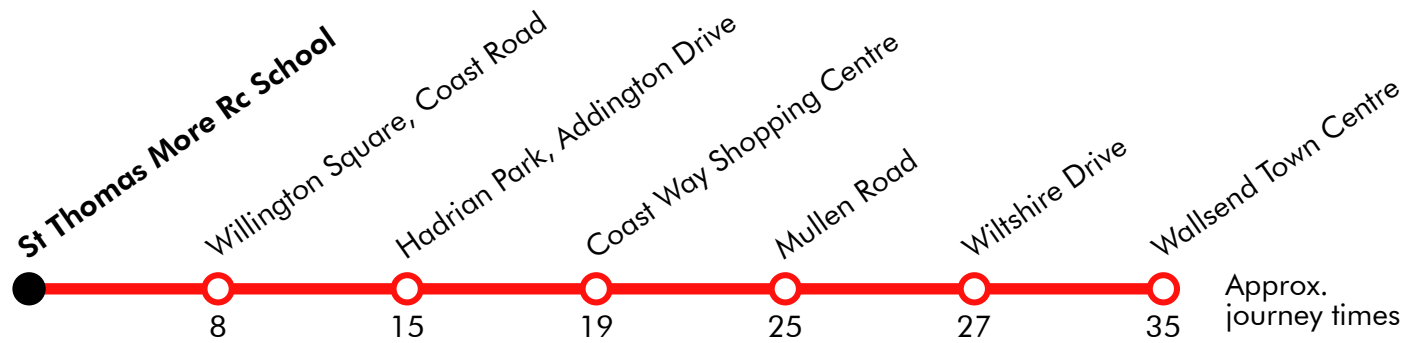 St Thomas More Rc School
Willington Square, Coast Road
Hadrian Park, Addington Drive
Coast Way Shopping Centre
Mullen Road
Wiltshire Drive
Wallsend Town Centre
8
15
19
25
27
35
Approx.
journey times